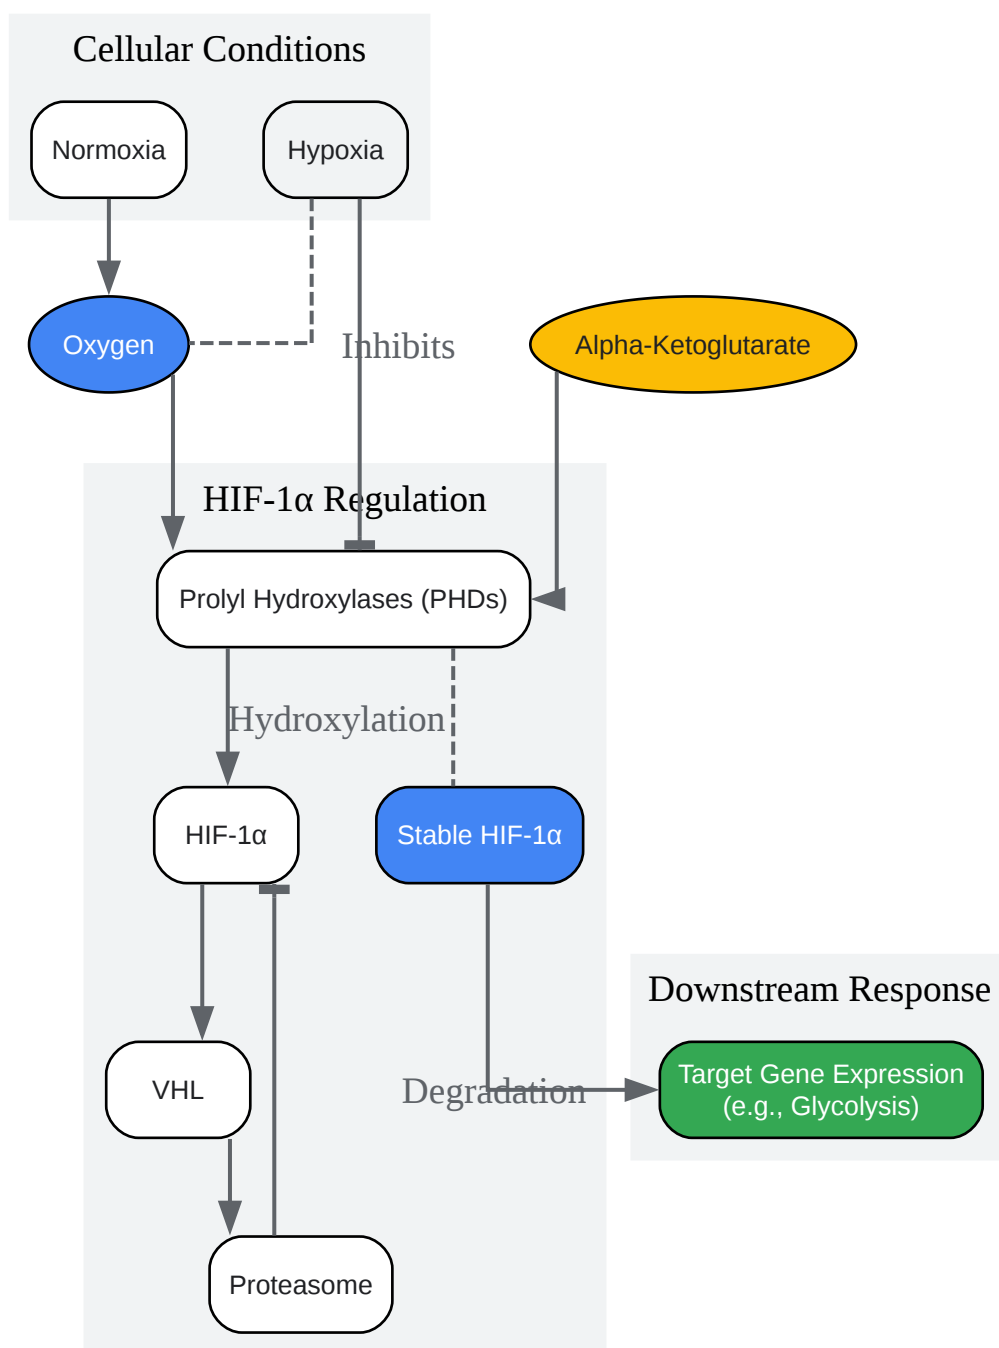 Cellular Conditions
Normoxia
Hypoxia
Oxygen
Inhibits
Alpha-Ketoglutarate
HIF-1α Regulation
Prolyl Hydroxylases (PHDs)
Hydroxylation
HIF-1α
Stable HIF-1α
Downstream Response
VHL
Degradation
Target Gene Expression
(e.g., Glycolysis)
Proteasome